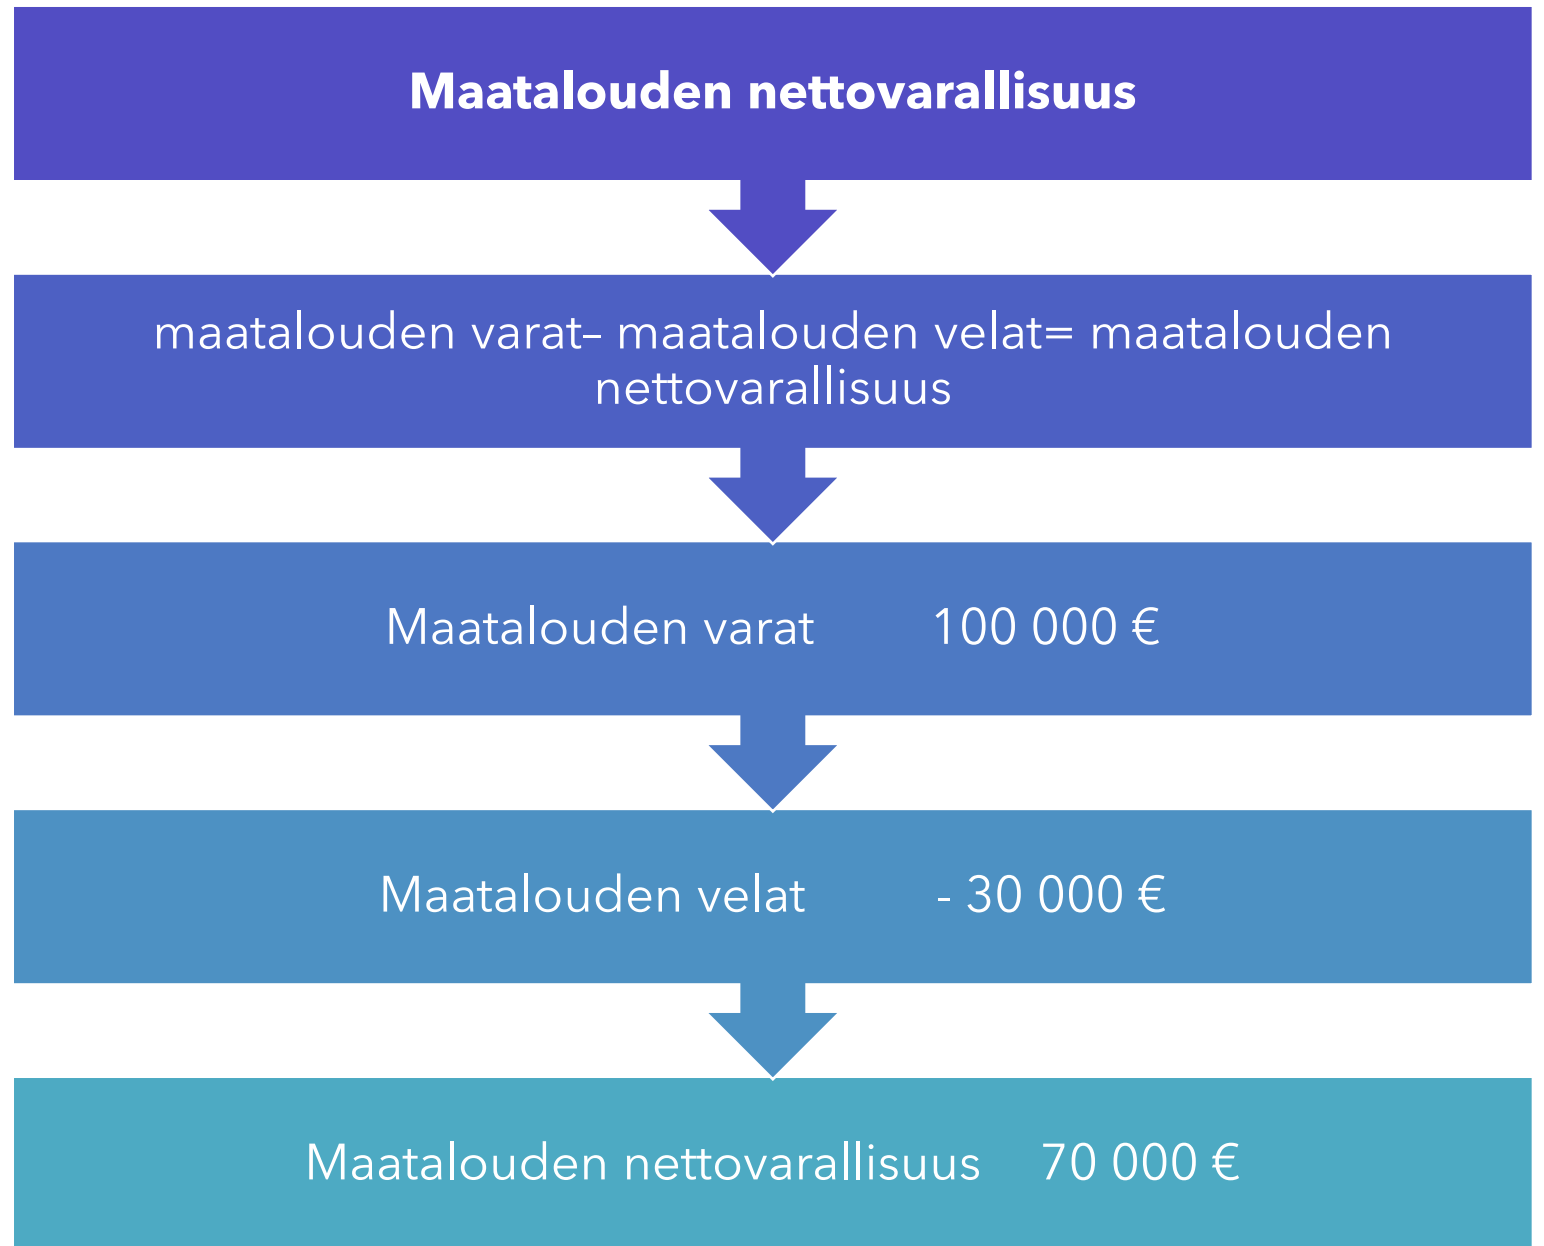 Maatalouden nettovarallisuus
maatalouden varat– maatalouden velat= maatalouden
nettovarallisuus
Maatalouden varat 100 000 €
Maatalouden velat - 30 000 €
Maatalouden nettovarallisuus 70 000 €